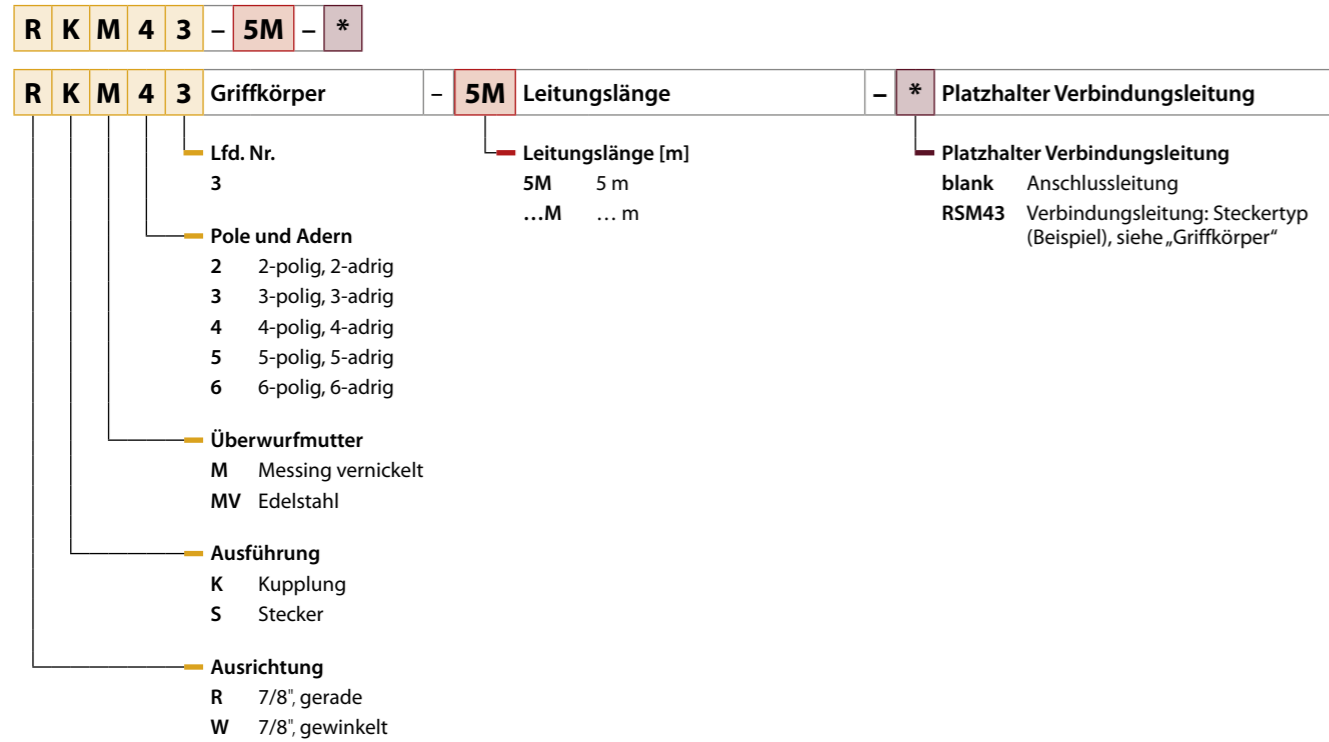 R K M 4 3 – 5M – *
R K M 4 3 Griffkörper – 5M Leitungslänge – * Platzhalter Verbindungsleitung
Lfd. Nr.
3
Pole und Adern
2 2-polig, 2-adrig
3 3-polig, 3-adrig
4 4-polig, 4-adrig
5 5-polig, 5-adrig
6 6-polig, 6-adrig
Überwurfmutter
M Messing vernickelt
MV Edelstahl
Ausführung
K Kupplung
S Stecker
Ausrichtung
R 7/8", gerade
W 7/8", gewinkelt
Leitungslänge [m]
5M 5 m
…M … m
Platzhalter Verbindungsleitung
blank Anschlussleitung
RSM43 Verbindungsleitung: Steckertyp
(Beispiel), siehe „Griffkörper“